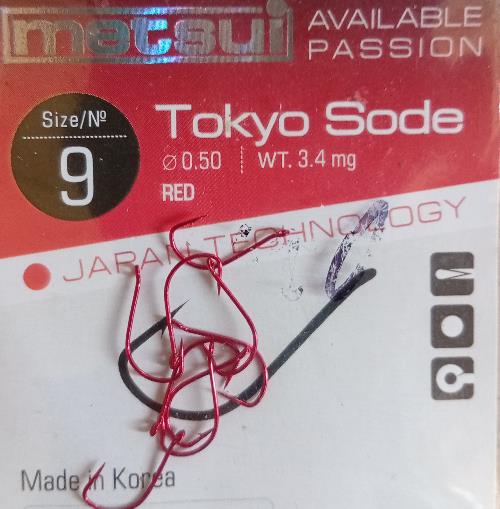 matsui
AVAILABLE
PASSION
Size/№
9
Tokyo Sode
Ø 0.50 | WT. 3.4 mg
RED
JAPAN TECHNOLOGY
Made in Korea